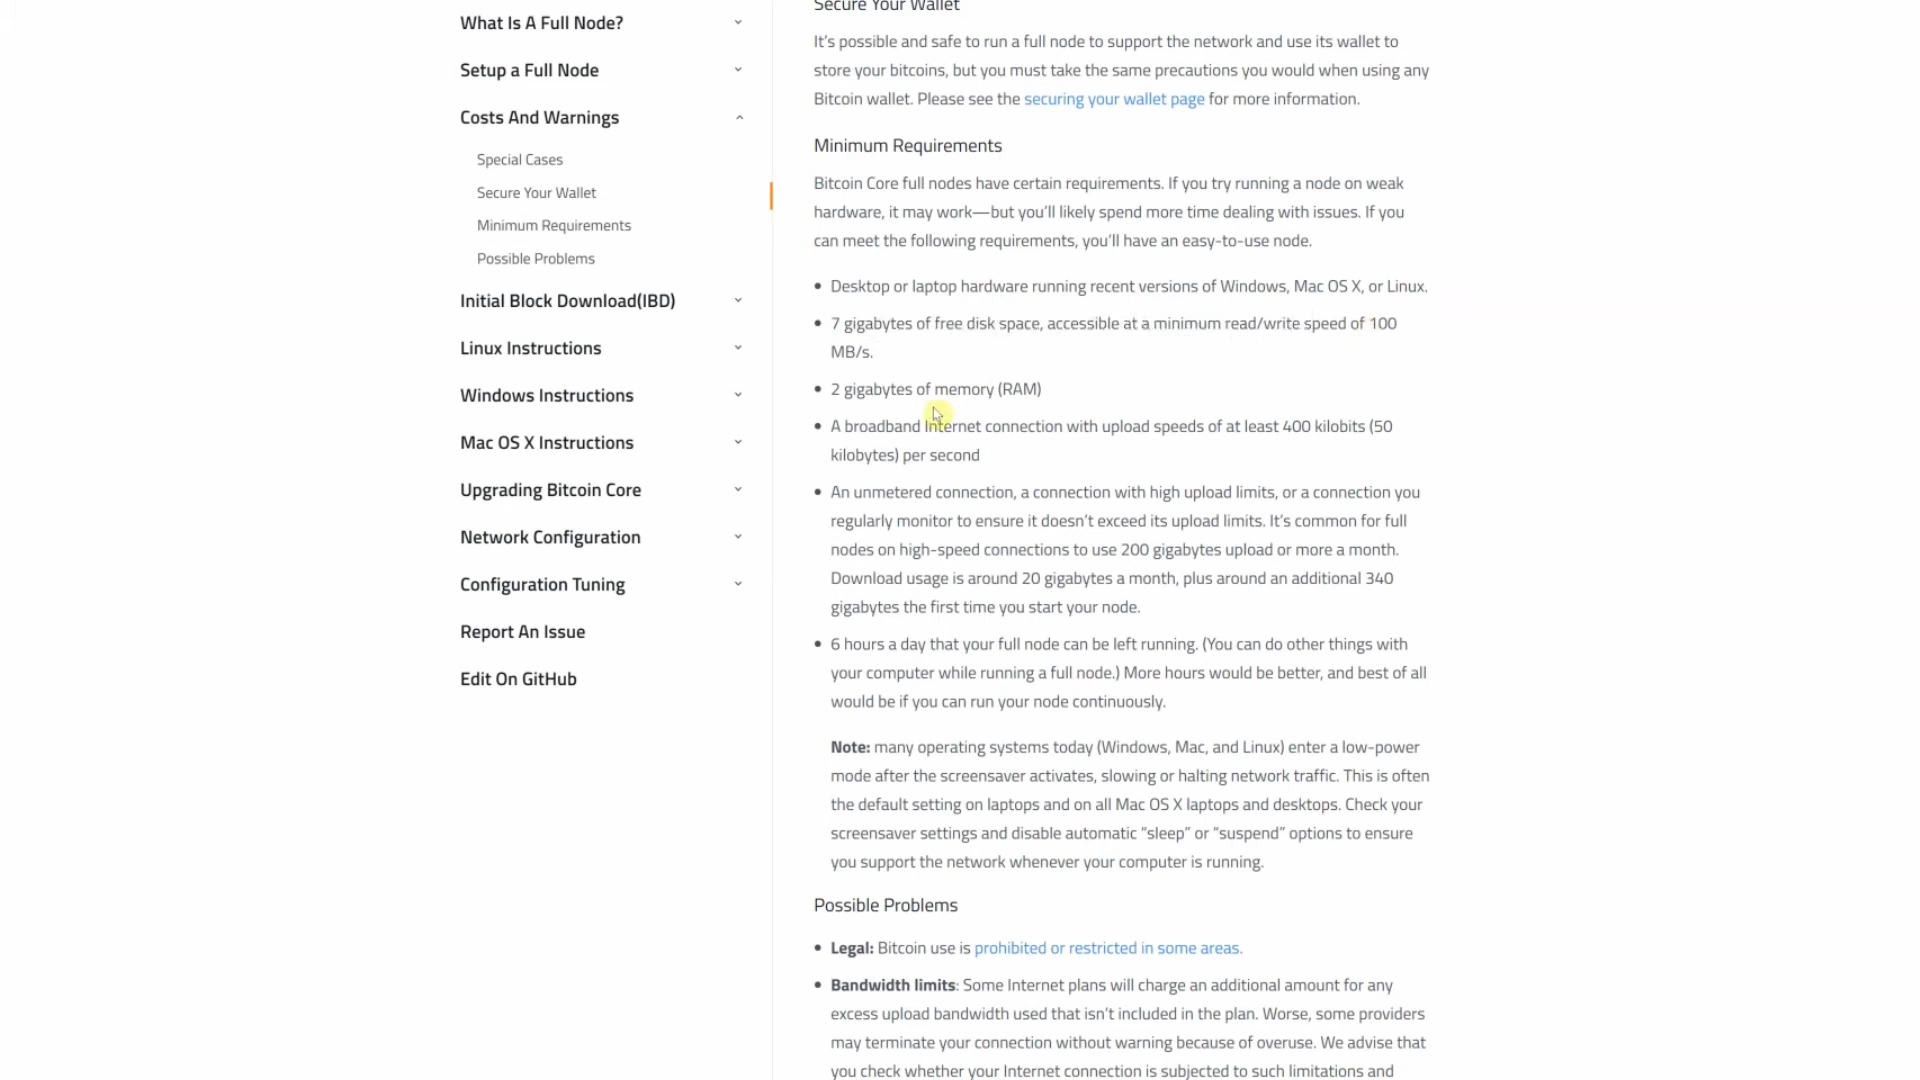 What Is A Full Node?
Setup a Full Node
Costs And Warnings
Special Cases
Secure Your Wallet
Minimum Requirements
Possible Problems
Initial Block Download(IBD)
Linux Instructions
Windows Instructions
Mac OS X Instructions
Upgrading Bitcoin Core
Network Configuration
Configuration Tuning
Report An Issue
Edit On GitHub
Secure Your Wallet
It's possible and safe to run a full node to support the network and use its wallet to
store your bitcoins, but you must take the same precautions you would when using any
Bitcoin wallet. Please see the securing your wallet page for more information.
Minimum Requirements
Bitcoin Core full nodes have certain requirements. If you try running a node on weak
hardware, it may work—but you'll likely spend more time dealing with issues. If you
can meet the following requirements, you'll have an easy-to-use node.
• Desktop or laptop hardware running recent versions of Windows, Mac OS X, or Linux.
• 7 gigabytes of free disk space, accessible at a minimum read/write speed of 100
MB/s.
• 2 gigabytes of memory (RAM)
• A broadband Internet connection with upload speeds of at least 400 kilobits (50
kilobytes) per second
• An unmetered connection, a connection with high upload limits, or a connection you
regularly monitor to ensure it doesn't exceed its upload limits. It's common for full
nodes on high-speed connections to use 200 gigabytes upload or more a month.
Download usage is around 20 gigabytes a month, plus around an additional 340
gigabytes the first time you start your node.
• 6 hours a day that your full node can be left running. (You can do other things with
your computer while running a full node.) More hours would be better, and best of all
would be if you can run your node continuously.
Note: many operating systems today (Windows, Mac, and Linux) enter a low-power
mode after the screensaver activates, slowing or halting network traffic. This is often
the default setting on laptops and on all Mac OS X laptops and desktops. Check your
screensaver settings and disable automatic “sleep” or “suspend” options to ensure
you support the network whenever your computer is running.
Possible Problems
• Legal: Bitcoin use is prohibited or restricted in some areas.
• Bandwidth limits: Some Internet plans will charge an additional amount for any
excess upload bandwidth used that isn't included in the plan. Worse, some providers
may terminate your connection without warning because of overuse. We advise that
you check whether your Internet connection is subjected to such limitations and